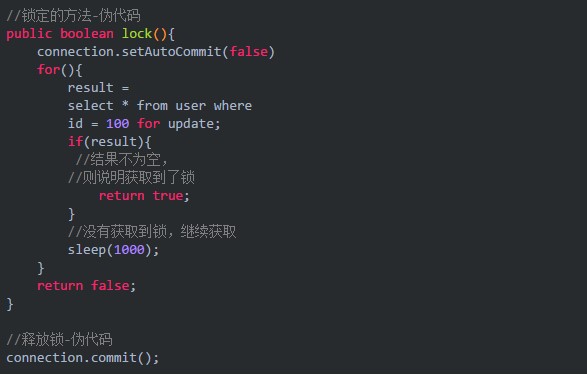 //锁定的方法-伪代码
public boolean lock(){
    connection.setAutoCommit(false)
    for(){
        result =
        select * from user where
        id = 100 for update;
        if(result){
         //结果不为空，
        //则说明获取到了锁
            return true;
        }
        //没有获取到锁，继续获取
        sleep(1000);
    }
    return false;
}

//释放锁-伪代码
connection.commit();